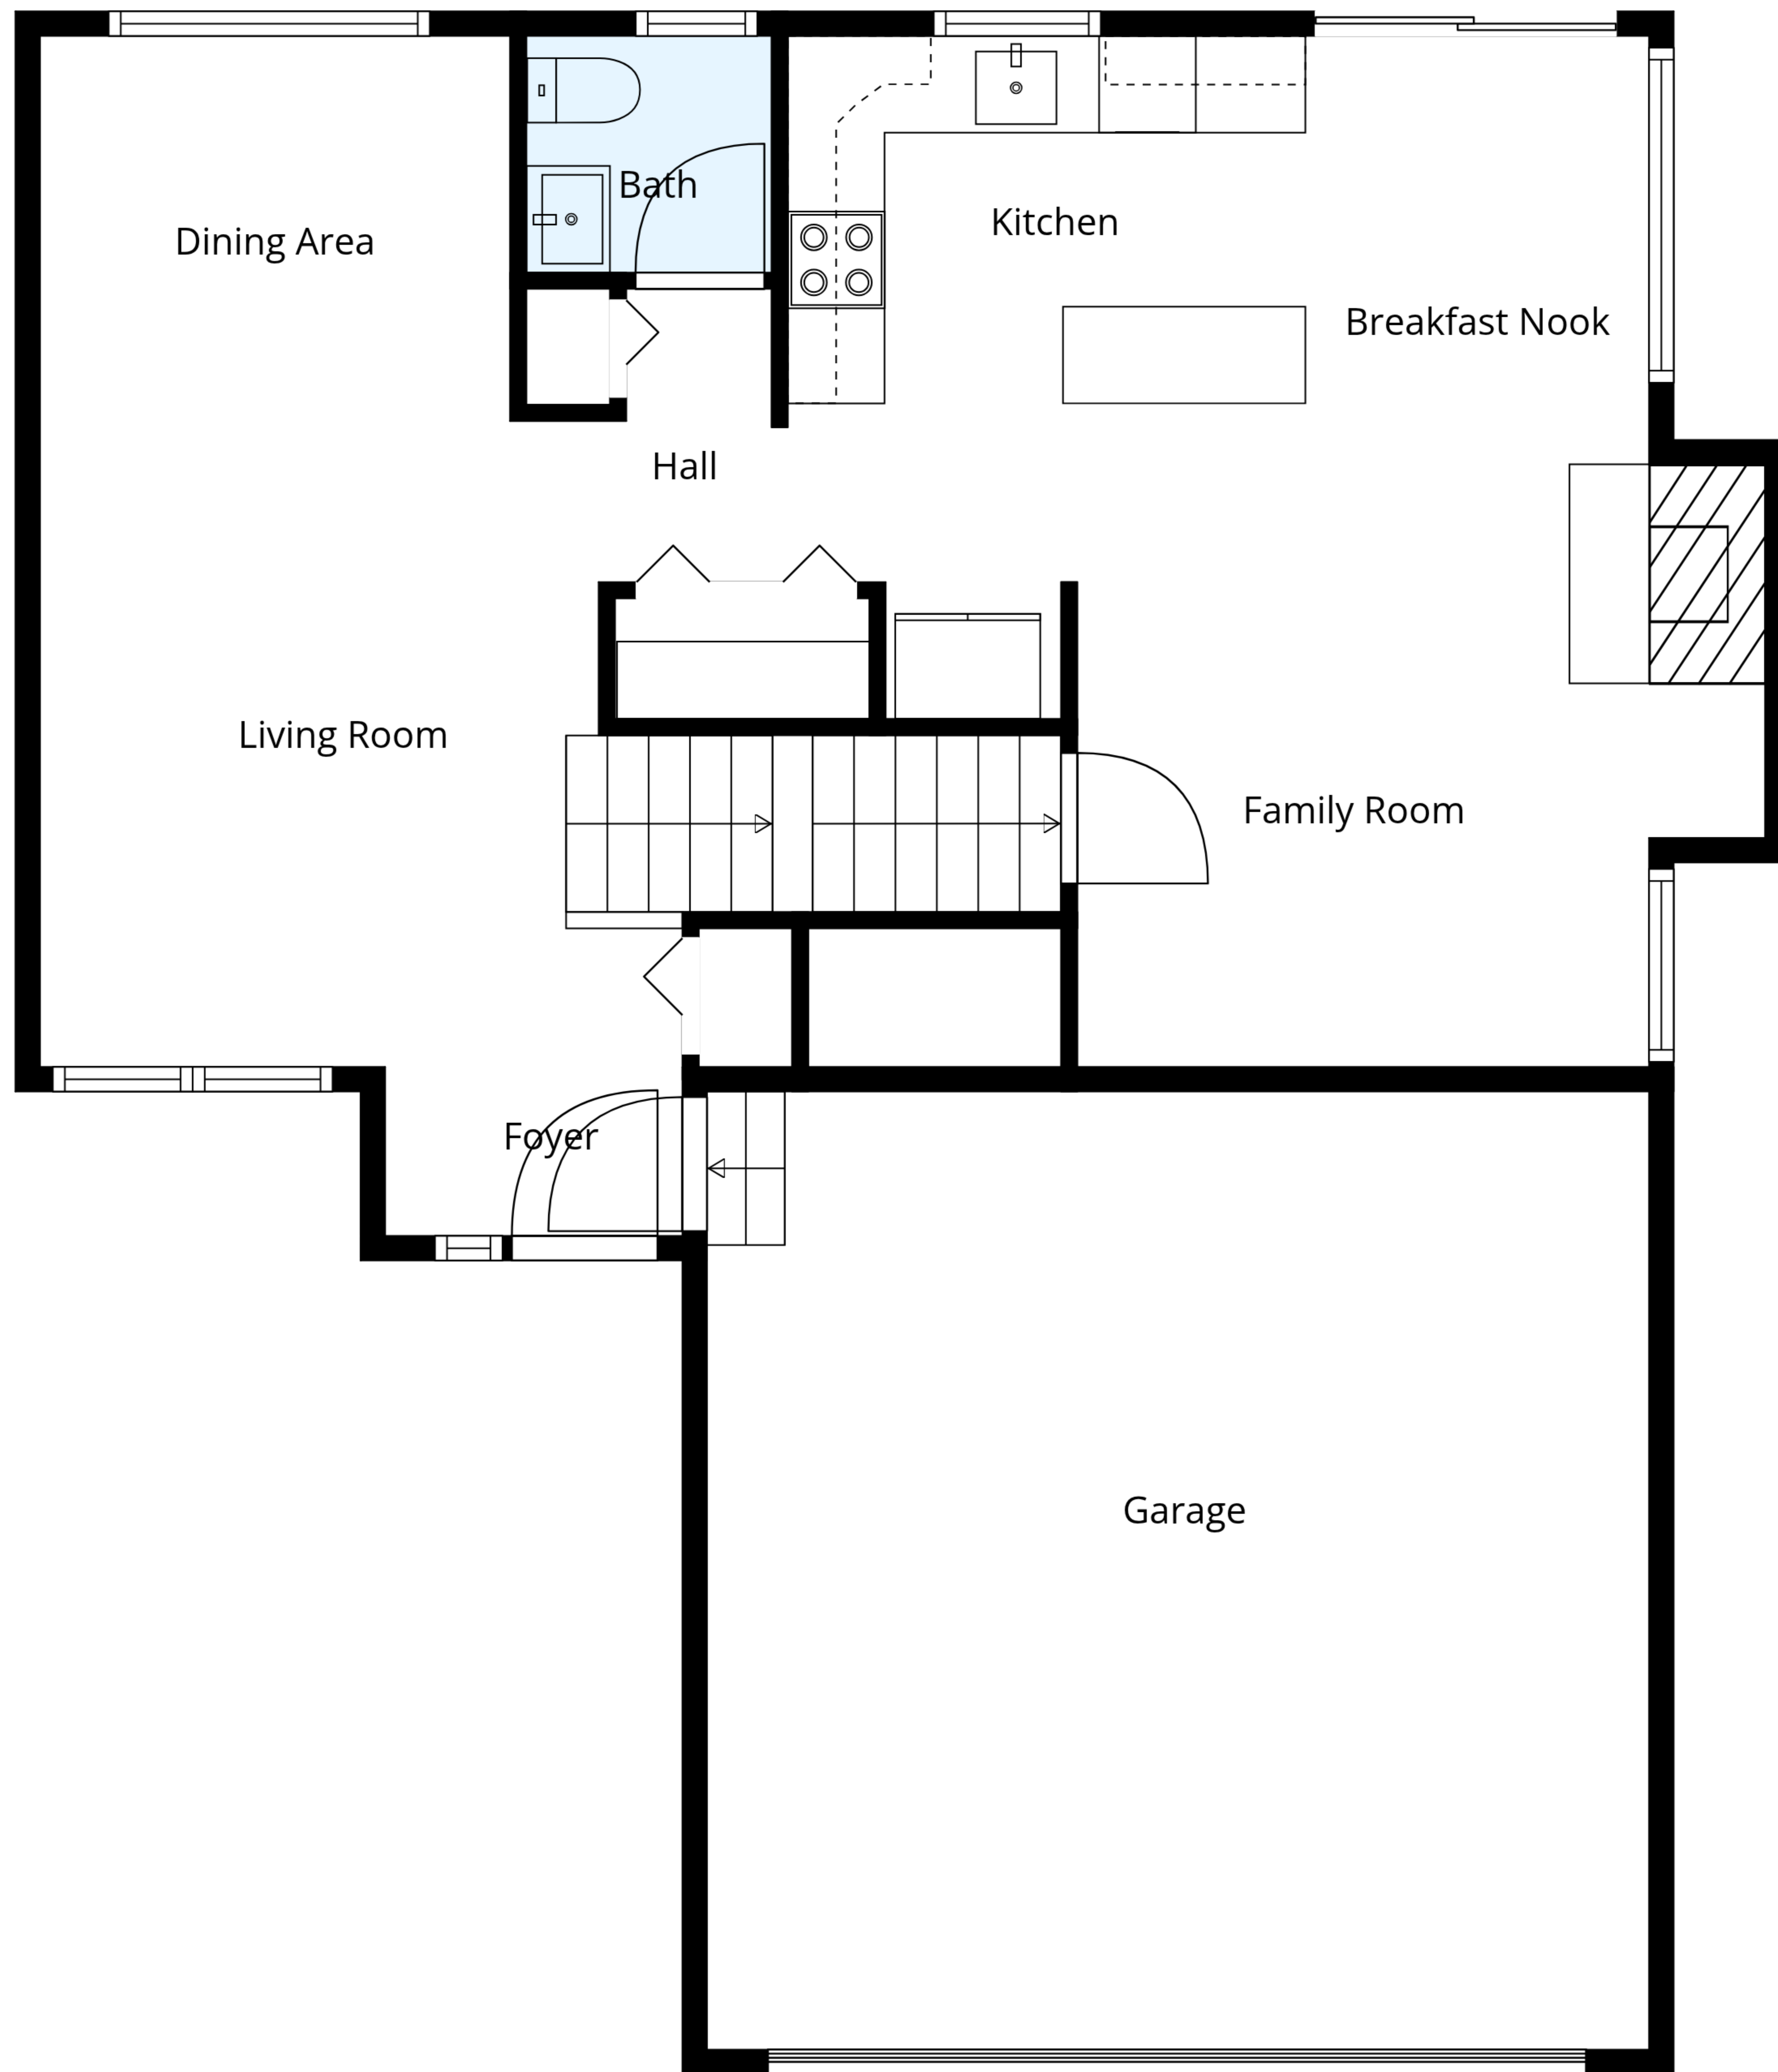 Bath
Kitchen
Dining Area
Breakfast Nook
Hall
Living Room
Family Room
Foyer
Garage